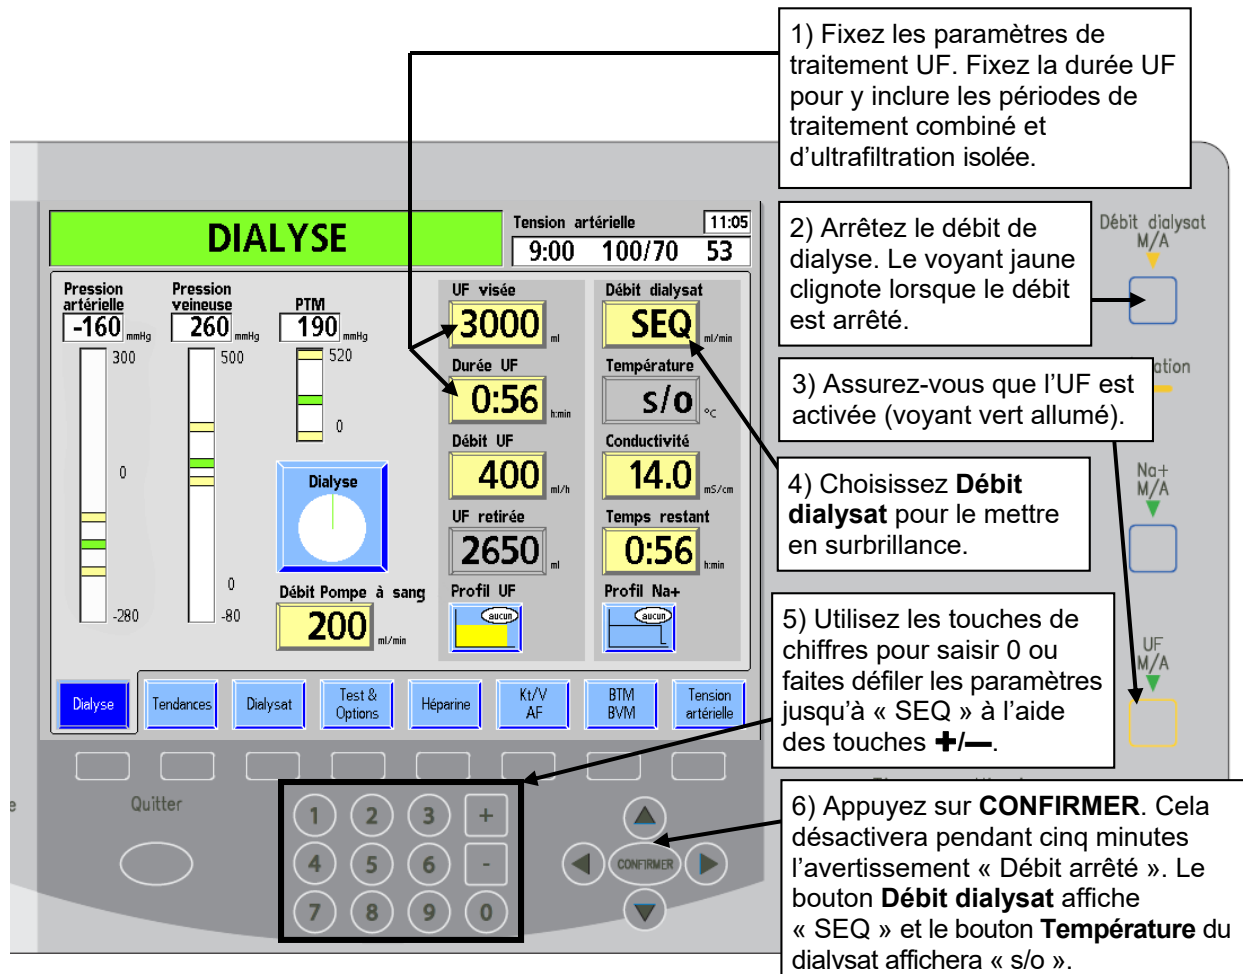 1) Fixez les paramètres de
traitement UF. Fixez la durée UF
pour y inclure les périodes de
traitement combiné et
d’ultrafiltration isolée.
DIALYSE
Tension artérielle
11:05
9:00 100/70 53
2) Arrêtez le débit de
dialyse. Le voyant jaune
clignote lorsque le débit
est arrêté.
Débit dialysat
M/A
Pression
artérielle
-160 mmHg
300
0
-280
Pression
veineuse
260 mmHg
500
0
-80
PTM
190 mmHg
520
0
Dialyse
Débit Pompe à sang
200 ml/min
UF visée
3000 ml
Durée UF
0:56 h:min
Débit UF
400 ml/h
UF retirée
2650 ml
Profil UF
aucun
Débit dialysat
SEQ ml/min
Température
s/o °C
Conductivité
14.0 mS/cm
Temps restant
0:56 h:min
Profil Na+
aucun
3) Assurez-vous que l’UF est
activée (voyant vert allumé).
ation
4) Choisissez Débit
dialysat pour le mettre
en surbrillance.
Na+
M/A
5) Utilisez les touches de
chiffres pour saisir 0 ou
faites défiler les paramètres
jusqu’à « SEQ » à l’aide
des touches +/—.
UF
M/A
Dialyse
Tendances
Dialysat
Test &
Options
Héparine
Kt/V
AF
BTM
BVM
Tension
artérielle
e
Quitter
1 2 3 +
4 5 6 -
7 8 9 0
CONFIRMER
6) Appuyez sur CONFIRMER. Cela
désactivera pendant cinq minutes
l’avertissement « Débit arrêté ». Le
bouton Débit dialysat affiche
« SEQ » et le bouton Température du
dialysat affichera « s/o ».